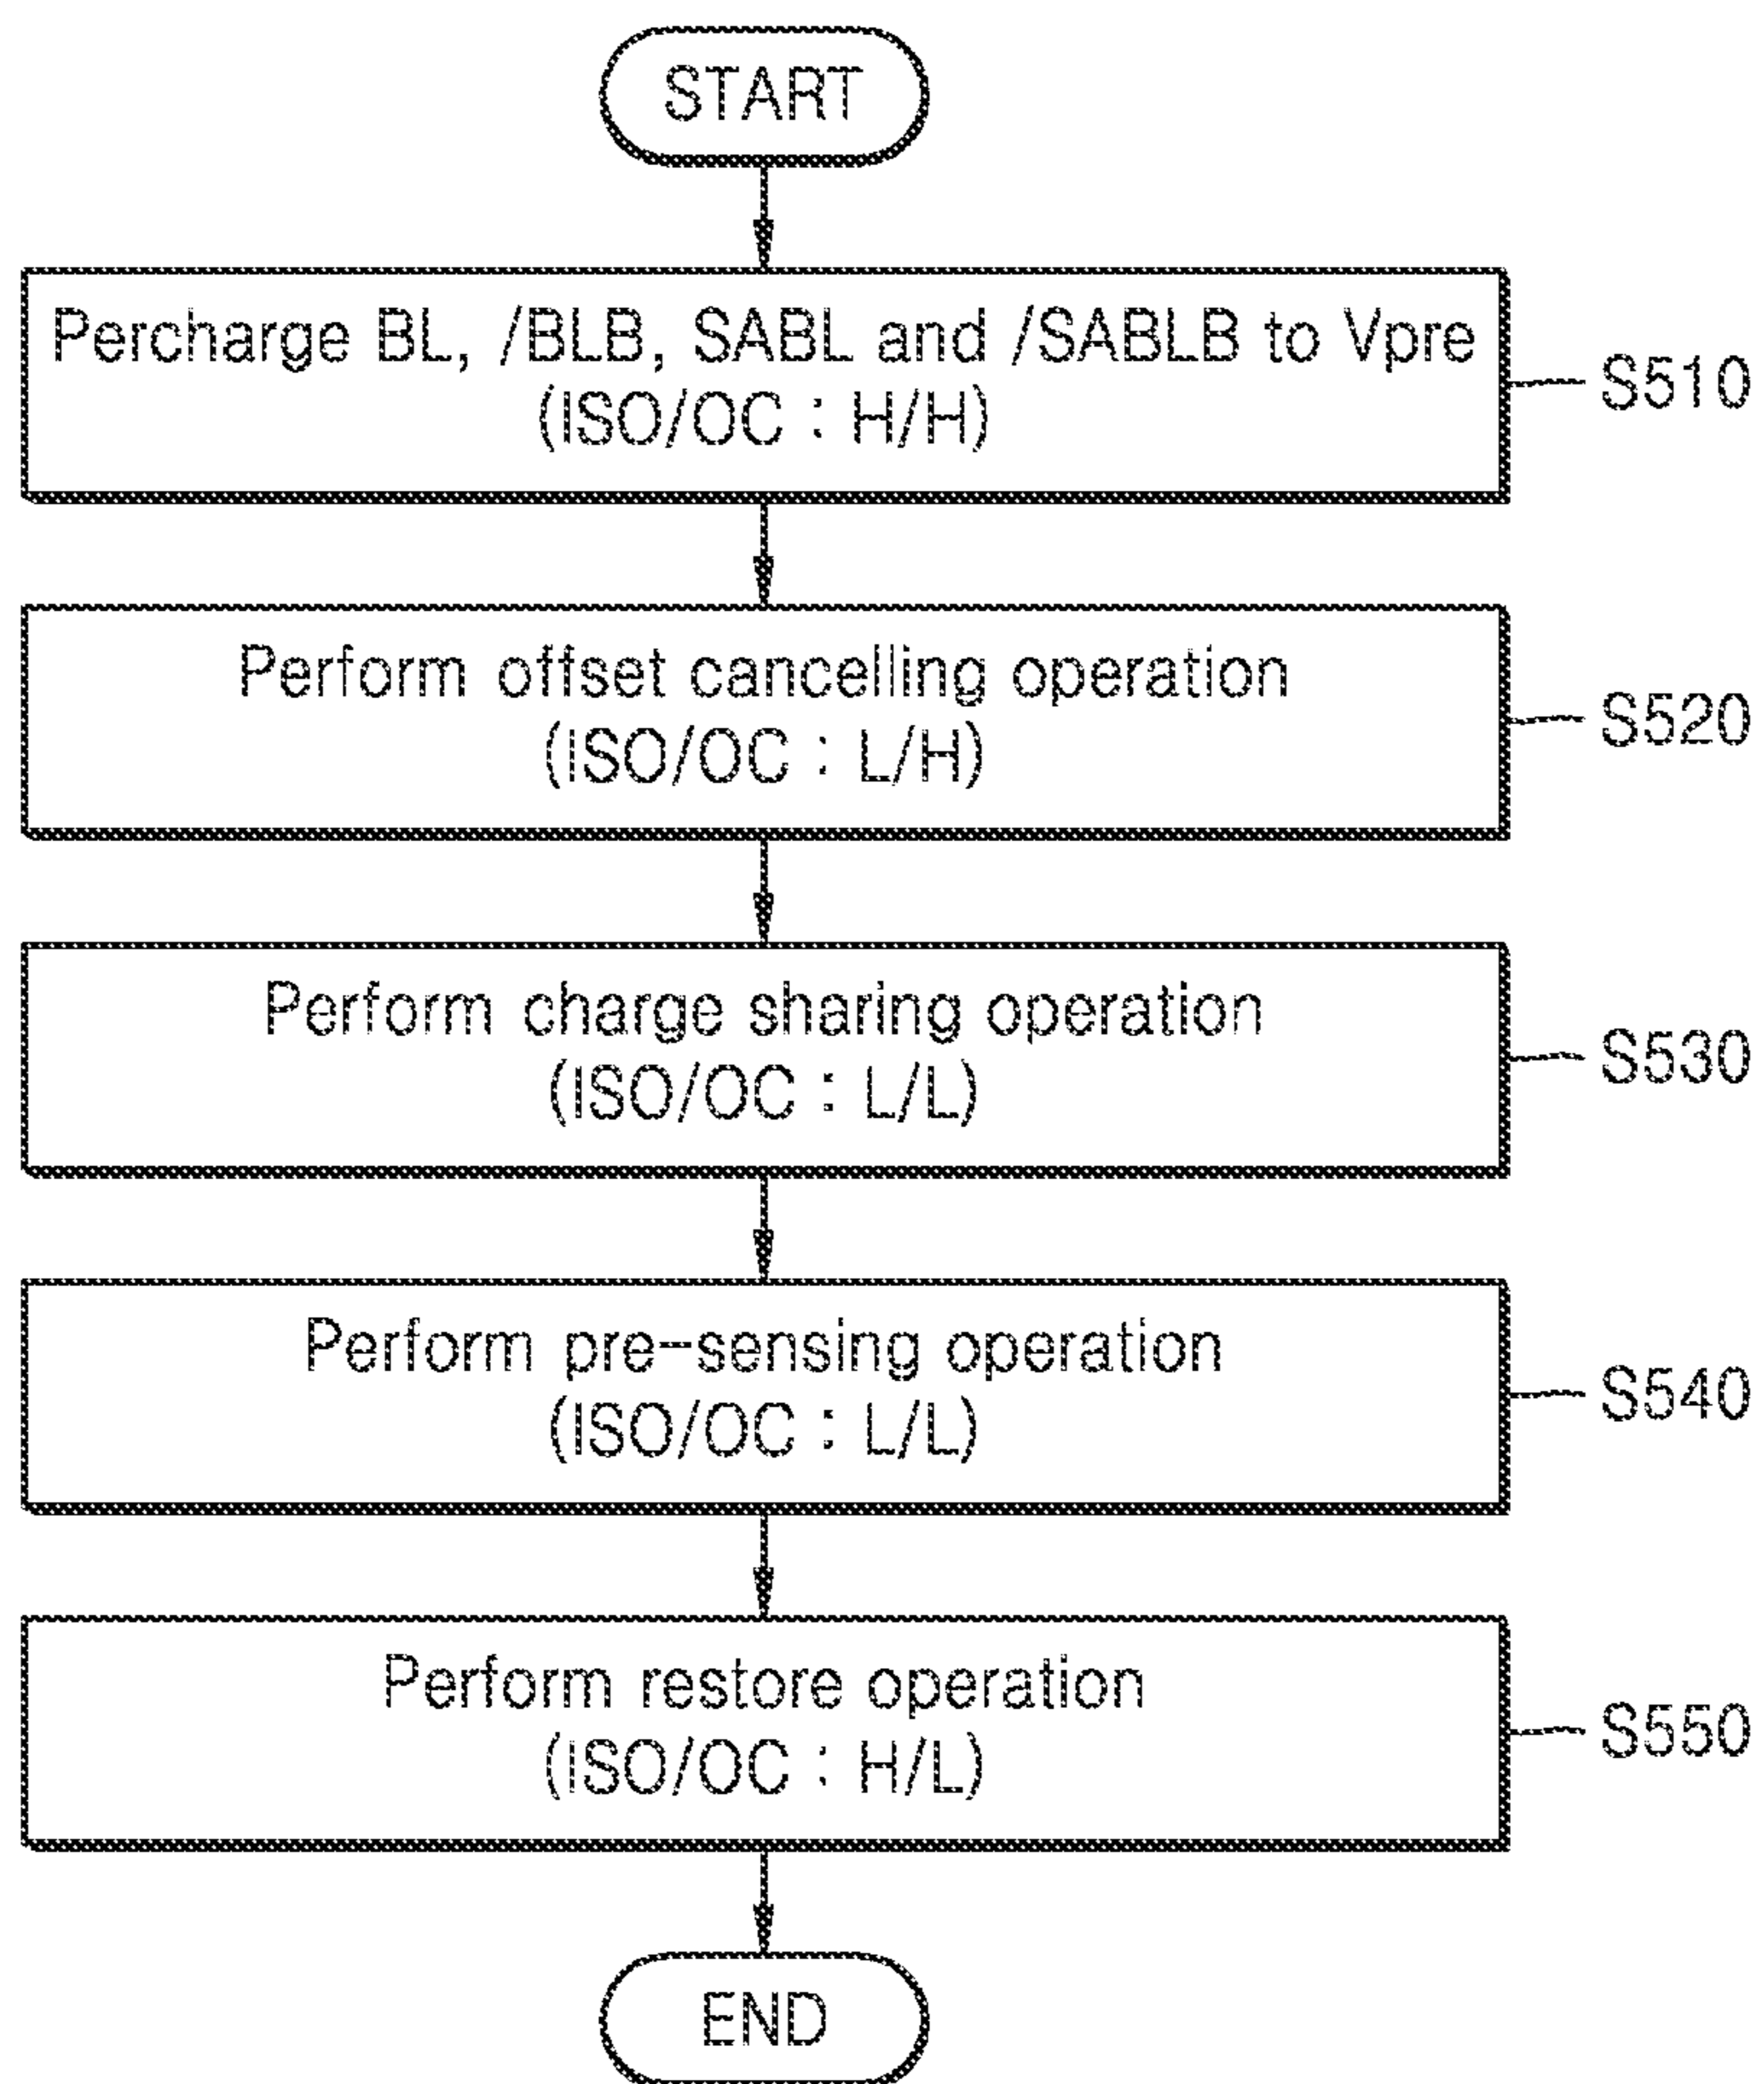 START
Percharge BL, /BLB, SABL and /SABLB to Vpre
(ISO/OC : H/H)
S510
Perform offset cancelling operation
(ISO/OC : L/H)
S520
Perform charge sharing operation
(ISO/OC : L/L)
S530
Perform pre-sensing operation
(ISO/OC : L/L)
S540
Perform restore operation
(ISO/OC : H/L)
S550
END